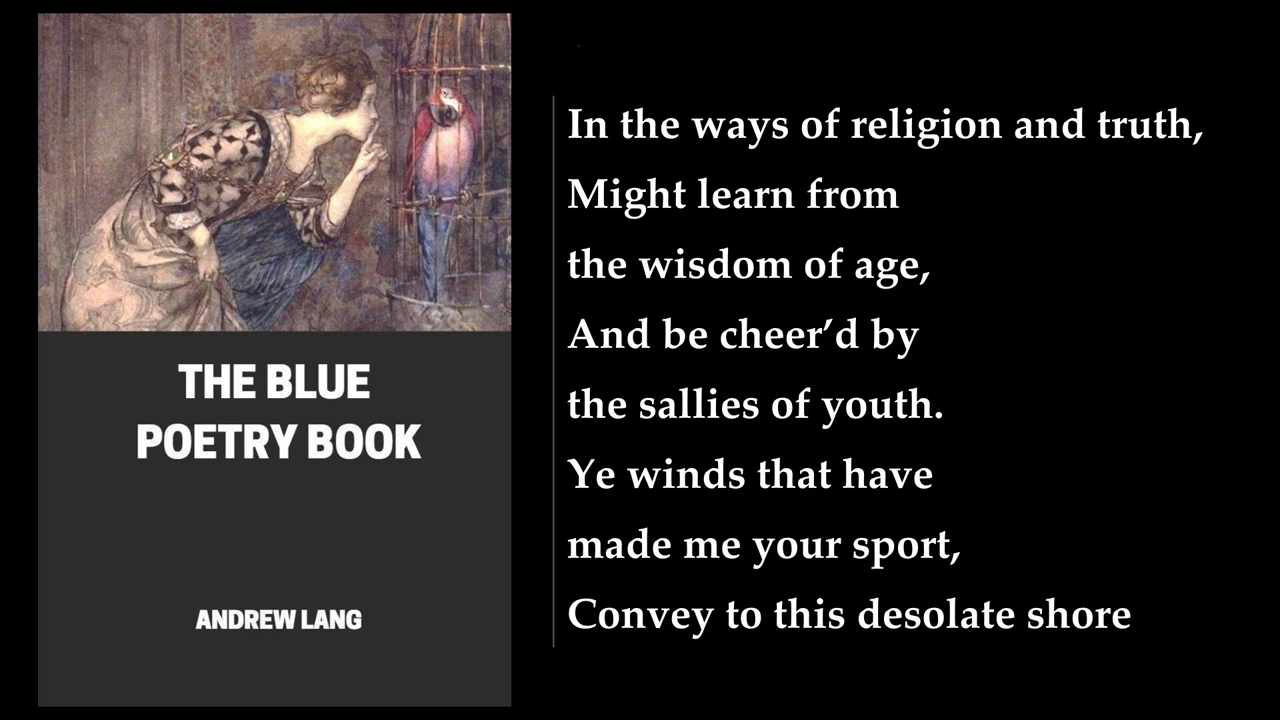 THE BLUE
POETRY BOOK
ANDREW LANG
In the ways of religion and truth,
Might learn from
the wisdom of age,
And be cheer’d by
the sallies of youth.
Ye winds that have
made me your sport,
Convey to this desolate shore